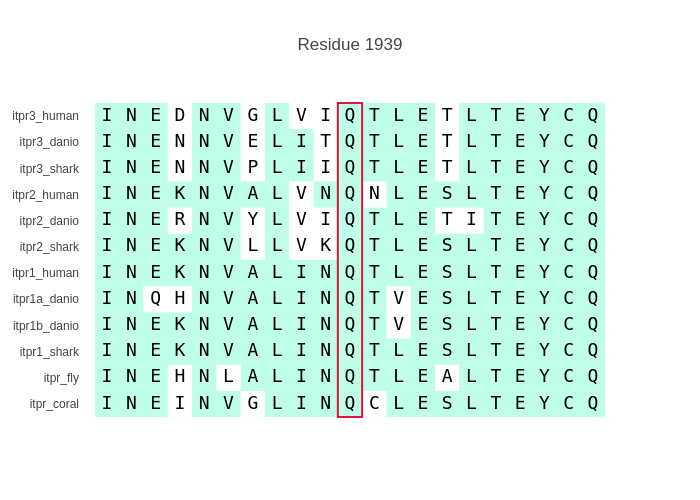 Residue 1939
itpr3_human I N E D N V G L V I Q T L E T L T E Y C Q
itpr3_danio I N E N N V E L I T Q T L E T L T E Y C Q
itpr3_shark I N E N N V P L I I Q T L E T L T E Y C Q
itpr2_human I N E K N V A L V N Q N L E S L T E Y C Q
itpr2_danio I N E R N V Y L V I Q T L E T I T E Y C Q
itpr2_shark I N E K N V L L V K Q T L E S L T E Y C Q
itpr1_human I N E K N V A L I N Q T L E S L T E Y C Q
itpr1a_danio I N Q H N V A L I N Q T V E S L T E Y C Q
itpr1b_danio I N E K N V A L I N Q T V E S L T E Y C Q
itpr1_shark I N E K N V A L I N Q T L E S L T E Y C Q
itpr_fly I N E H N L A L I N Q T L E A L T E Y C Q
itpr_coral I N E I N V G L I N Q C L E S L T E Y C Q